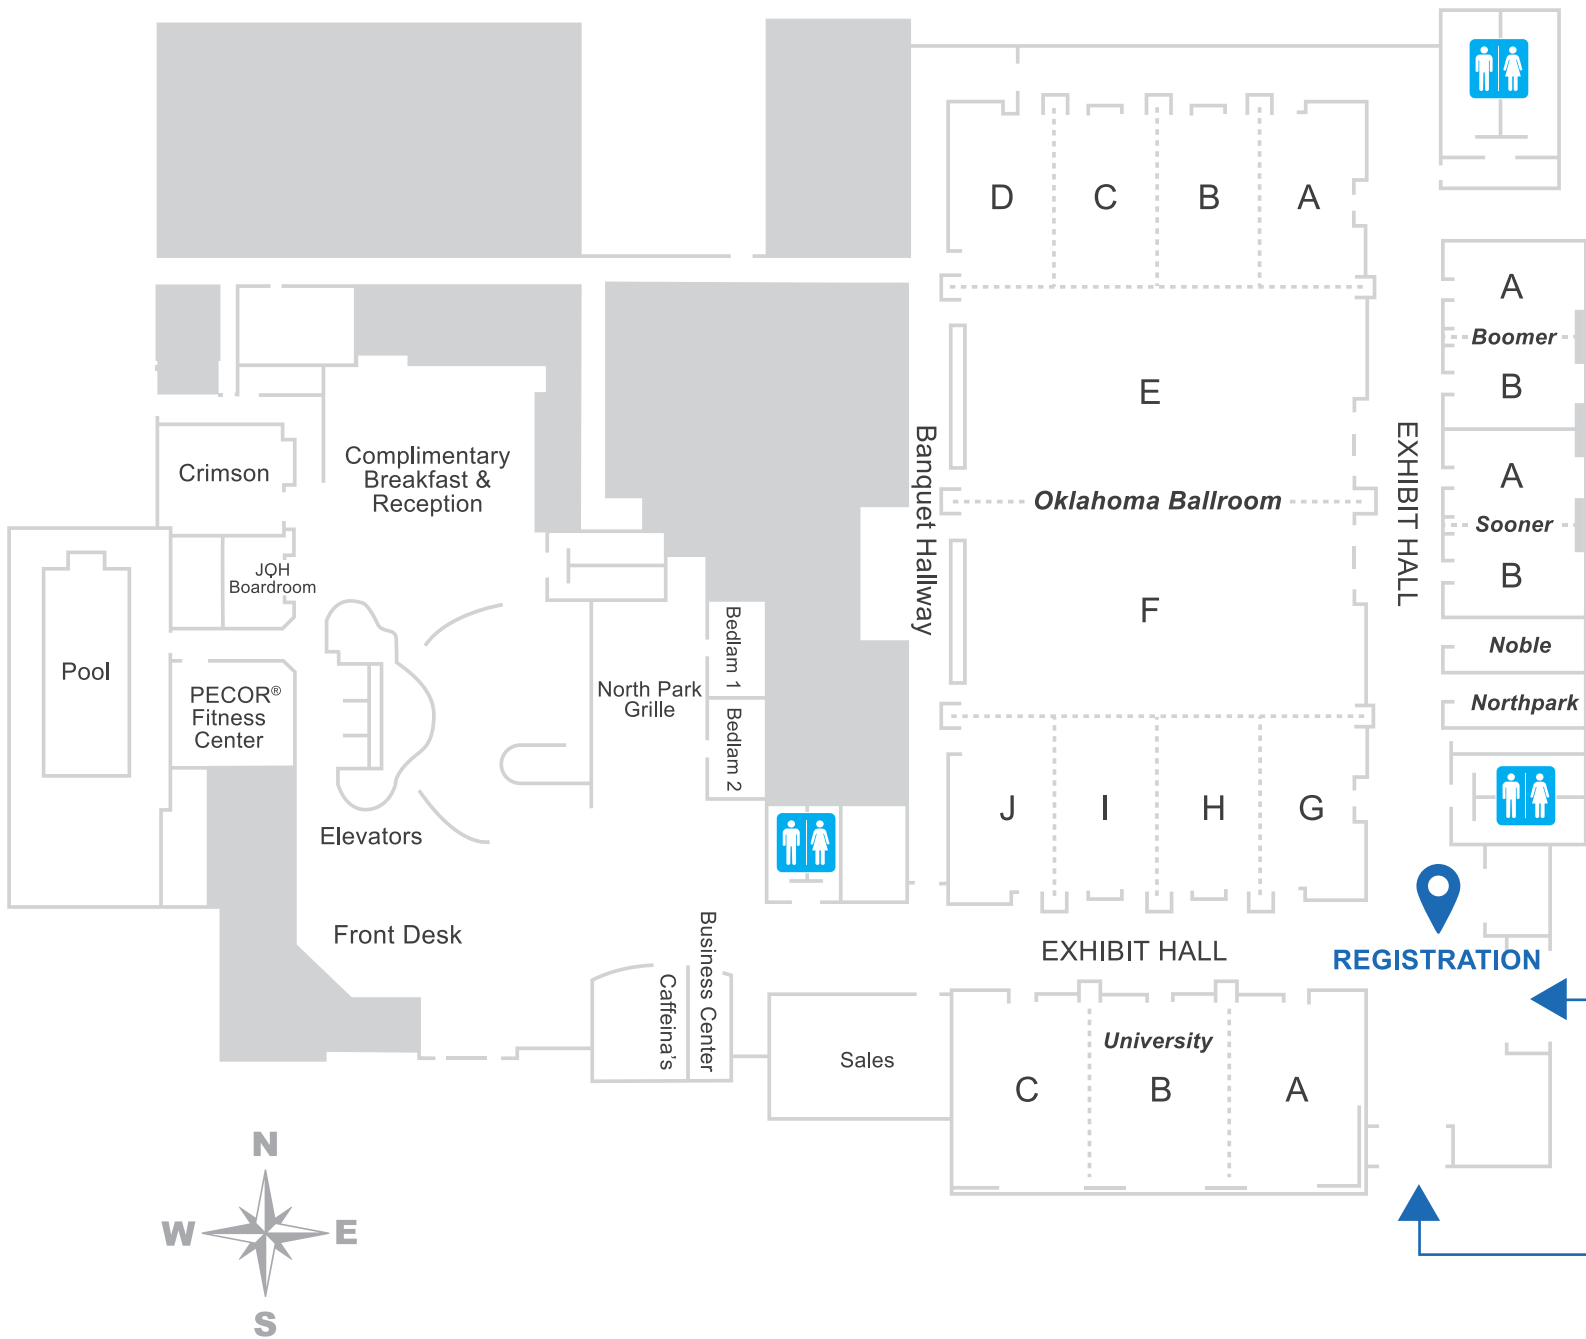 D
C
B
A
E
Oklahoma Ballroom
F
J
I
H
G
Banquet Hallway
EXHIBIT HALL
A
Boomer
B
A
Sooner
B
Noble
Northpark
Crimson
Complimentary
Breakfast &
Reception
JQH
Boardroom
Pool
PECOR®
Fitness
Center
North Park
Grille
Bedlam 1
Bedlam 2
Elevators
Front Desk
Business Center
Caffeina's
Sales
EXHIBIT HALL
REGISTRATION
University
C
B
A
N
W
E
S